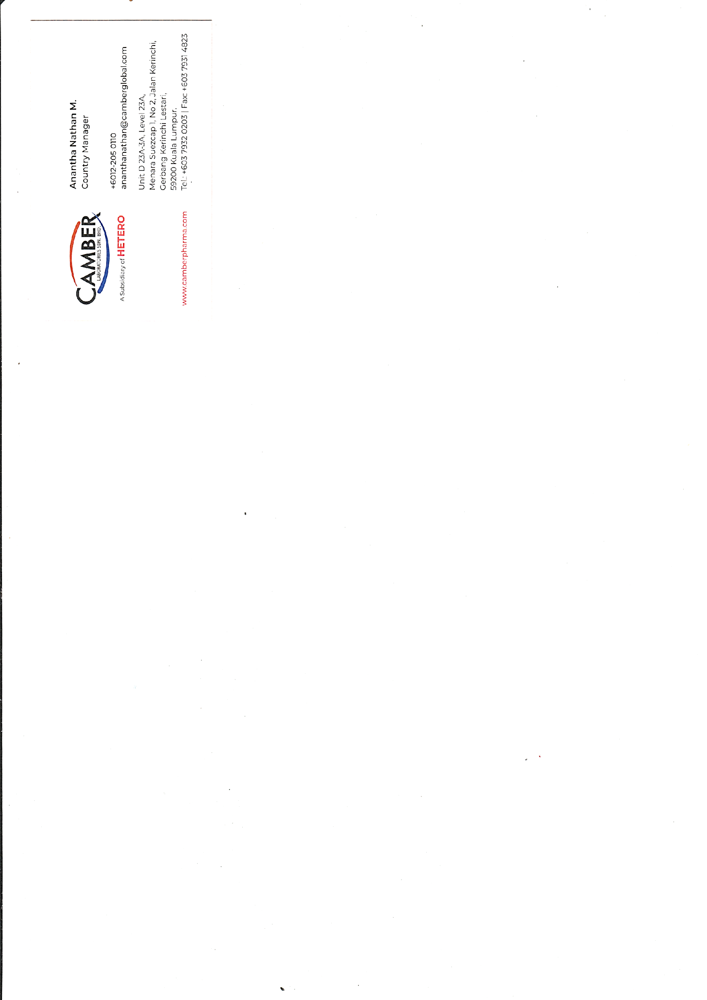 CAMBER
LABORATORIES SDN. BHD.
A Subsidiary of HETERO
www.camberpharma.com
Anantha Nathan M.
Country Manager
+6012-205 0110
ananthanathan@camberglobal.com
Unit D 23A-3A, Level 23A,
Menara Suezcap 1, No 2, Jalan Kerinchi,
Gerbang Kerinchi Lestari,
59200 Kuala Lumpur.
Tel.: +603 7932 0203 | Fax: +603 7931 4823